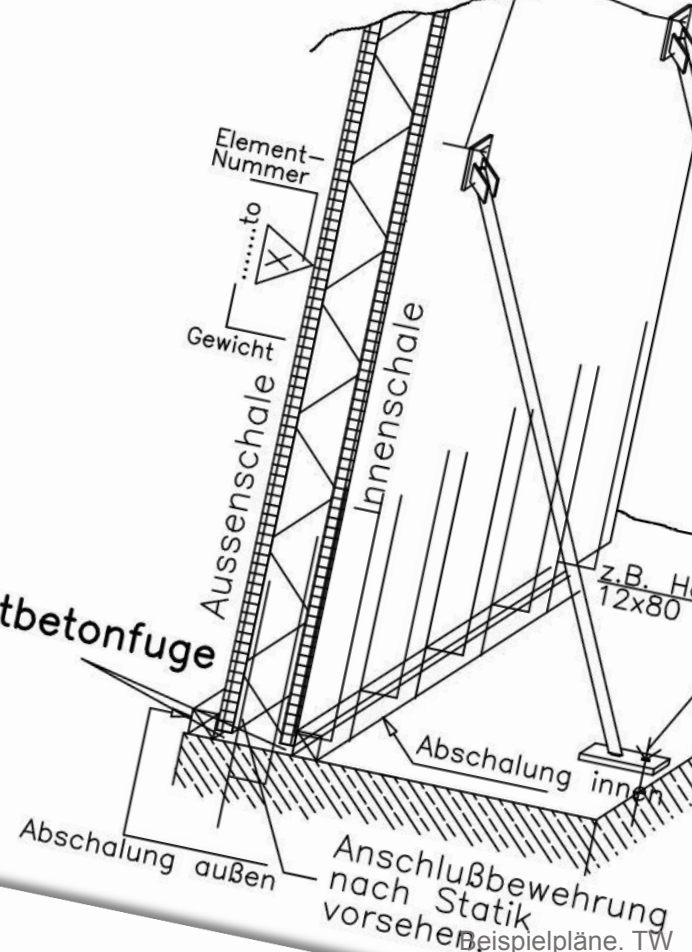 Element-
Nummer
........to
X
Gewicht
Aussenschale
Innenschale
z.B.
12x80
tbetonfuge
Abschalung innen
Abschalung außen
Anschlußbewehrung
nach Statik
vorsehen
Beispielpläne. TW